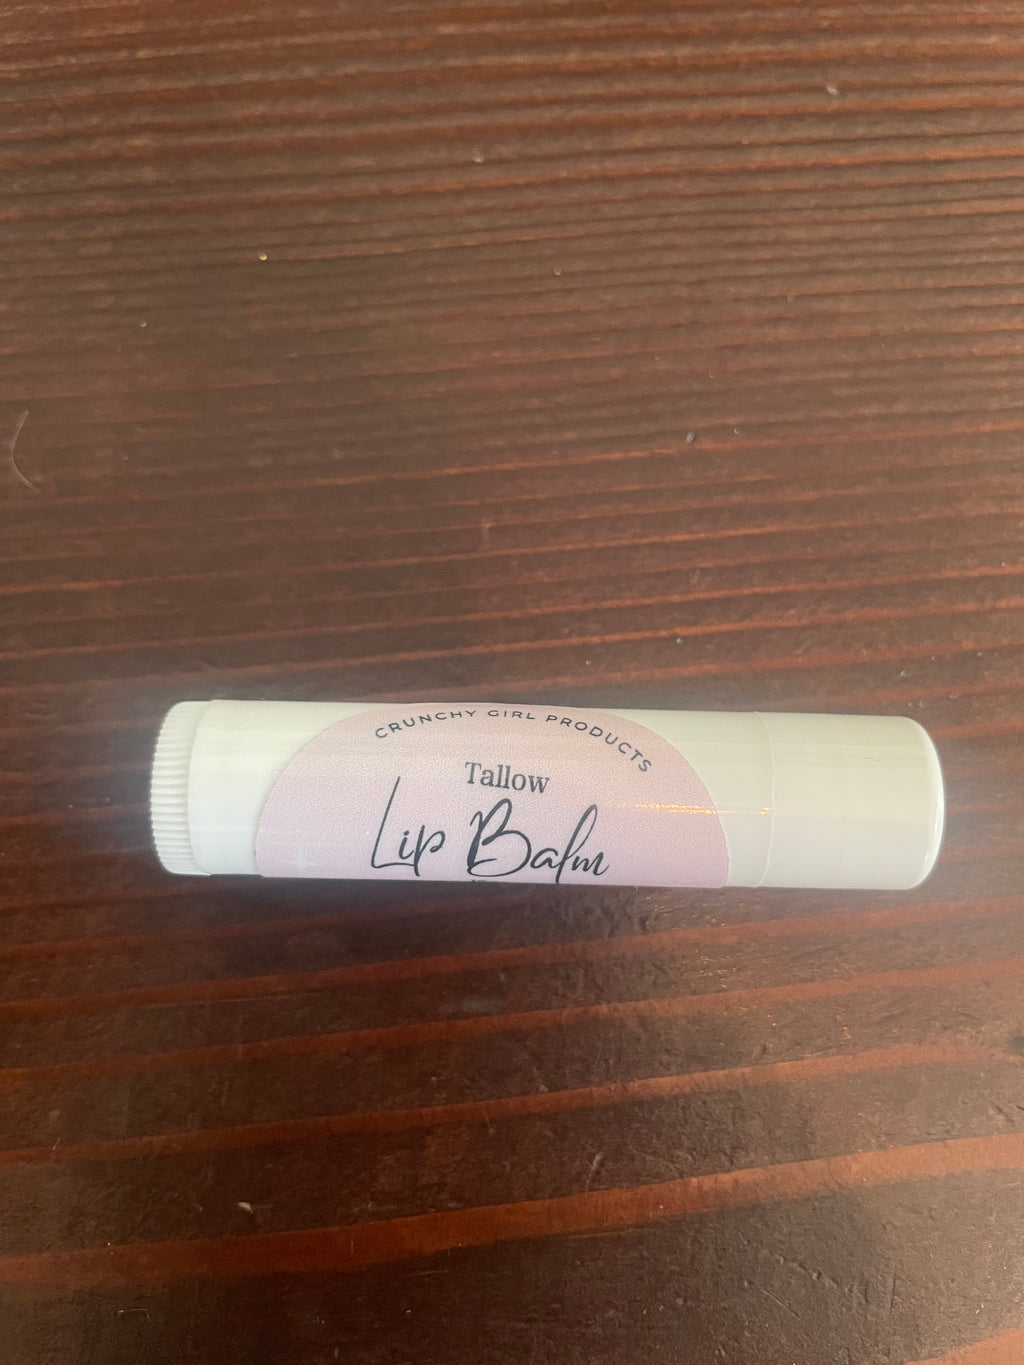 CRUNCHY GIRL PRODUCTS
Tallow
Lip Balm